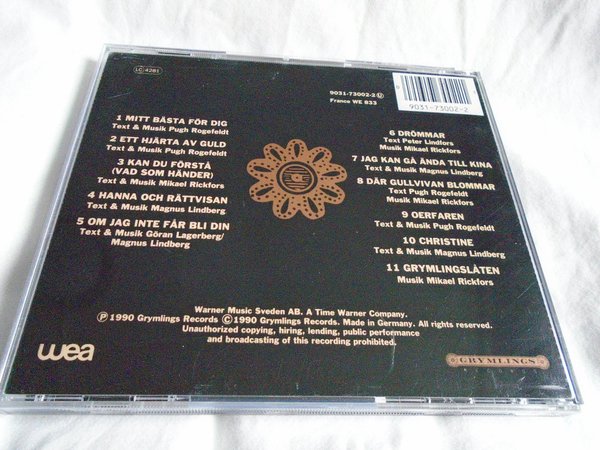 LC 4281
9031-73002-2
France WE 833
9031-73002-2
1 MITT BÄSTA FÖR DIG
Text & Musik Pugh Rogefeldt
2 ETT HJÄRTA AV GULD
Text & Musik Pugh Rogefeldt
3 KAN DU FÖRSTÅ
(VAD SOM HÄNDER)
Text & Musik Mikael Rickfors
4 HANNA OCH RÄTTVISAN
Text & Musik Magnus Lindberg
5 OM JAG INTE FÅR BLI DIN
Text & Musik Göran Lagerberg/
Magnus Lindberg
6 DRÖMMAR
Text Peter Lindfors
Musik Mikael Rickfors
7 JAG KAN GÅ ÄNDA TILL KINA
Text & Musik Magnus Lindberg
8 DÄR GULLVIVAN BLOMMAR
Text Pugh Rogefeldt
Musik Mikael Rickfors
9 OERFAREN
Text & Musik Pugh Rogefeldt
10 CHRISTINE
Text & Musik Magnus Lindberg
11 GRYMLINGSLÅTEN
Musik Mikael Rickfors
Warner Music Sweden AB. A Time Warner Company.
℗ 1990 Grymlings Records © 1990 Grymlings Records. Made in Germany. All rights reserved.
Unauthorized copying, hiring, lending, public performance
and broadcasting of this recording prohibited.
wea
GRYMLINGS